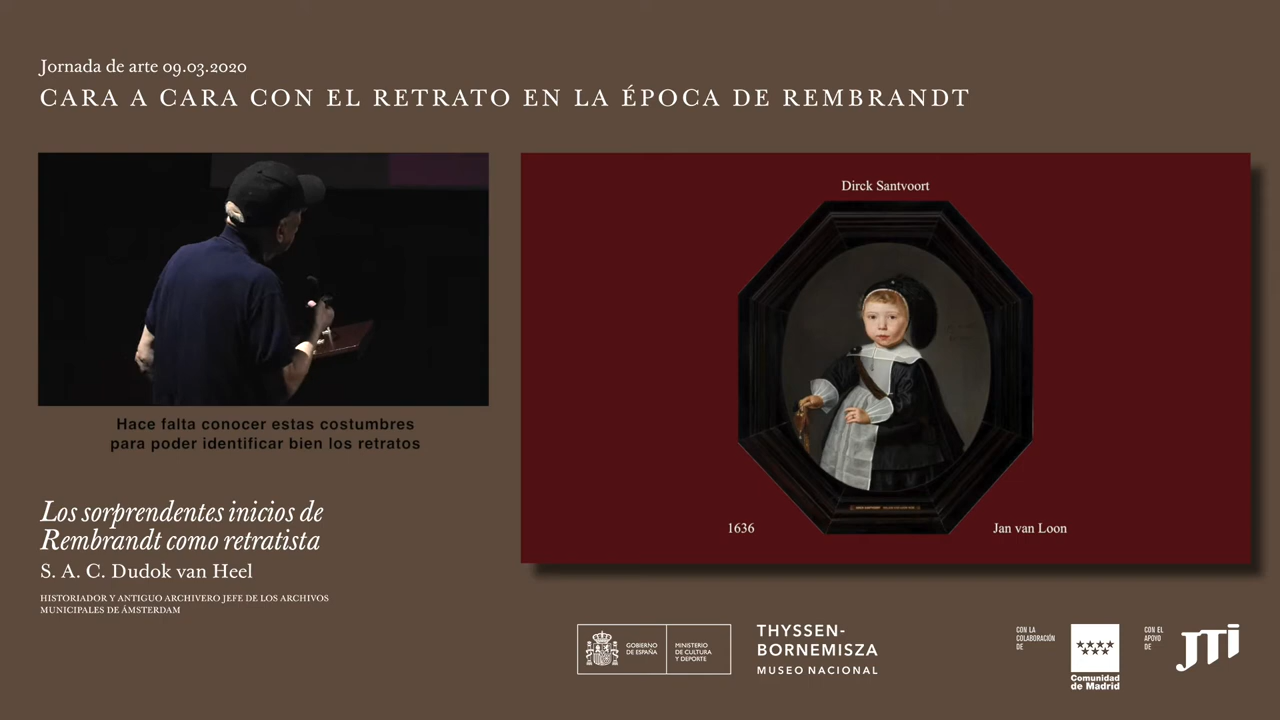 Jornada de arte 09.03.2020
CARA A CARA CON EL RETRATO EN LA ÉPOCA DE REMBRANDT
Dirck Santvoort
1636
Jan van Loon
Hace falta conocer estas costumbres
para poder identificar bien los retratos
Los sorprendentes inicios de
Rembrandt como retratista
S. A. C. Dudok van Heel
HISTORIADOR Y ANTIGUO ARCHIVERO JEFE DE LOS ARCHIVOS
MUNICIPALES DE ÁMSTERDAM
GOBIERNO
DE ESPAÑA
MINISTERIO
DE CULTURA
Y DEPORTE
THYSSEN-
BORNEMISZA
MUSEO NACIONAL
CON LA
COLABORACIÓN
DE
Comunidad
de Madrid
CON EL
APOYO
DE
JTi